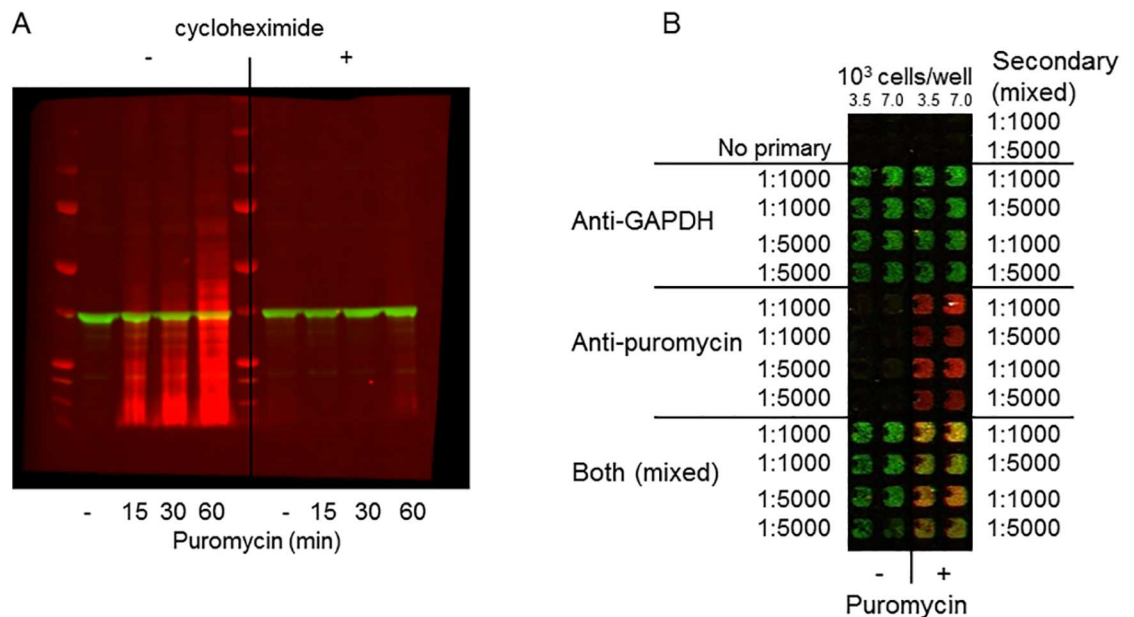 A
cycloheximide
- +
- 15 30 60 - 15 30 60
Puromycin (min)
B
10³ cells/well
3.5 7.0 3.5 7.0
Secondary
(mixed)
1:1000
No primary 1:5000
1:1000 1:1000
Anti-GAPDH
1:1000 1:5000
1:5000 1:1000
1:5000 1:5000
1:1000 1:1000
Anti-puromycin
1:1000 1:5000
1:5000 1:1000
1:5000 1:5000
1:1000 1:1000
Both (mixed)
1:1000 1:5000
1:5000 1:1000
1:5000 1:5000
- +
Puromycin